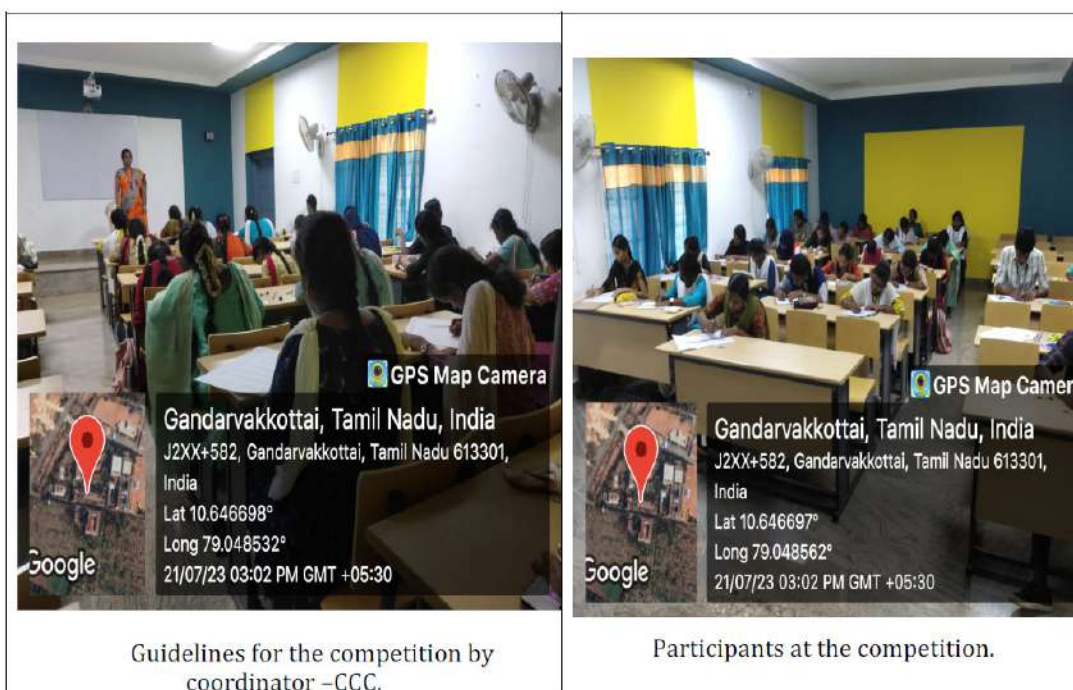 GPS Map Camera
Gandarvakkottai, Tamil Nadu, India
J2XX+582, Gandarvakkottai, Tamil Nadu 613301,
India
Lat 10.646698°
Long 79.048532°
21/07/23 03:02 PM GMT +05:30
Google
Guidelines for the competition by
coordinator –CCC.
GPS Map Camer
Gandarvakkottai, Tamil Nadu, India
J2XX+582, Gandarvakkottai, Tamil Nadu 613301,
India
Lat 10.646697°
Long 79.048562°
21/07/23 03:02 PM GMT +05:30
Google
Participants at the competition.